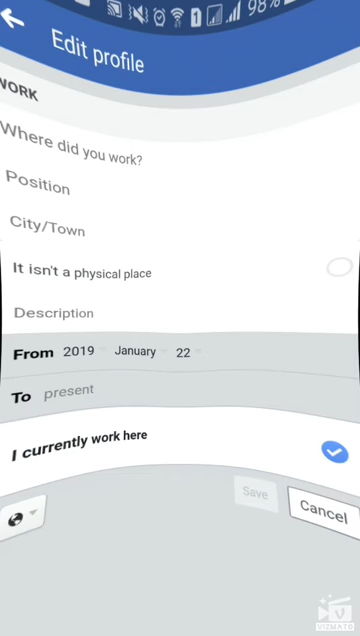 98%
Edit profile
WORK
Where did you work?
Position
City/Town
It isn't a physical place
Description
From 2019 January 22
To present
I currently work here
Save
Cancel
VIZMATO